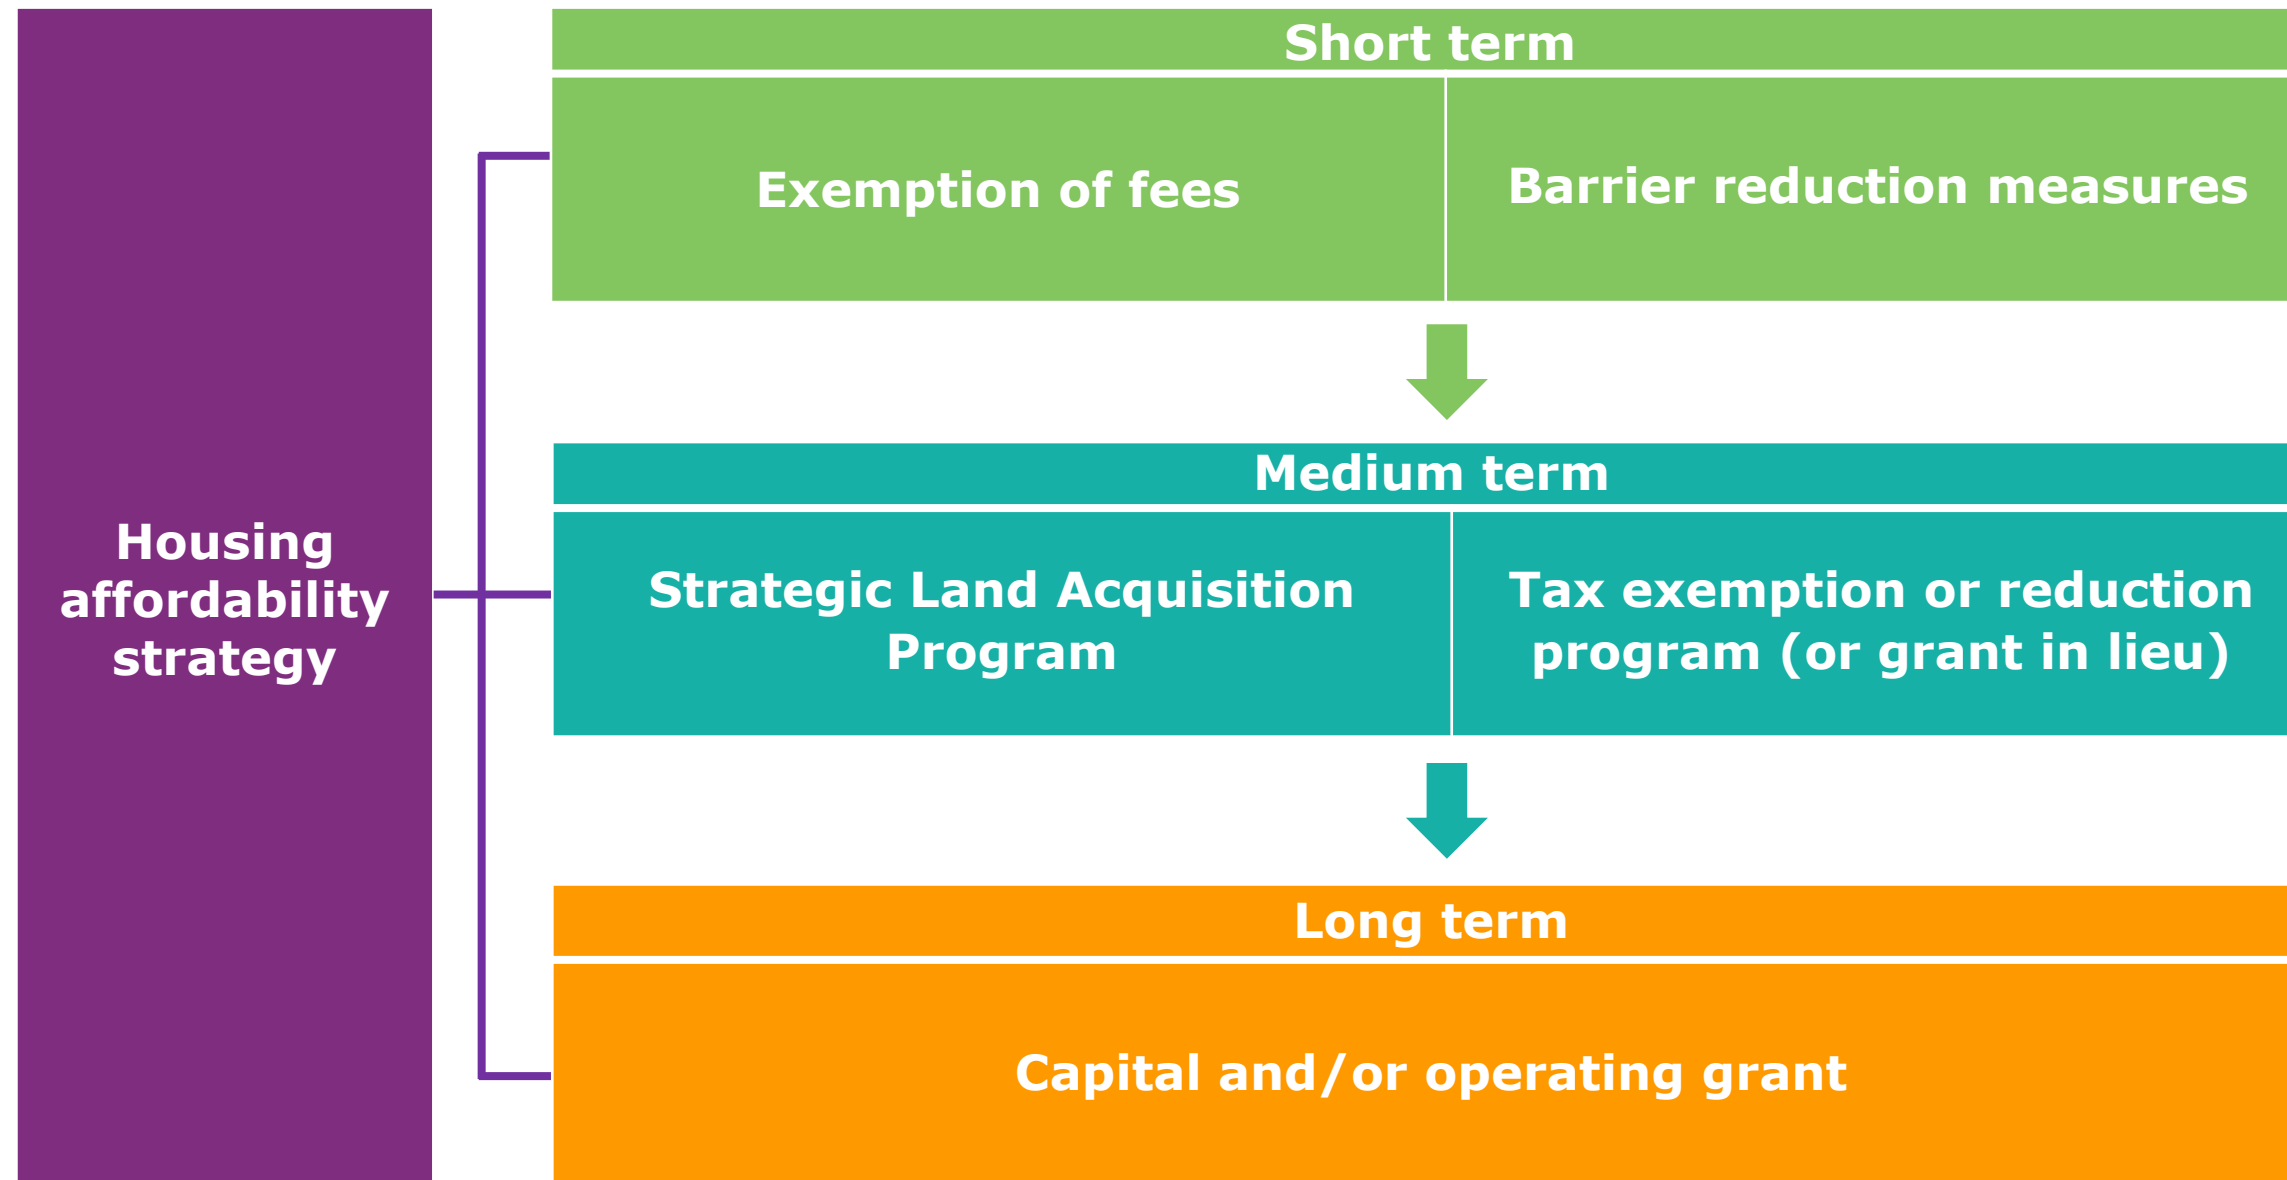 Housing
affordability
strategy
Short term
Exemption of fees
Barrier reduction measures
Medium term
Strategic Land Acquisition
Program
Tax exemption or reduction
program (or grant in lieu)
Long term
Capital and/or operating grant